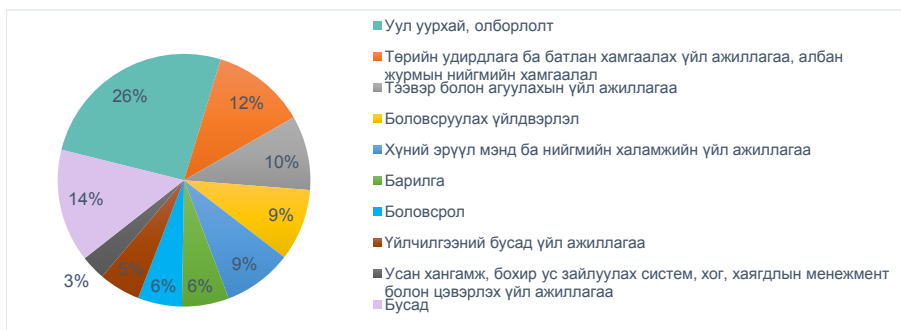 26%
12%
10%
9%
9%
6%
6%
5%
3%
14%
Уул уурхай, олборлолт
Төрийн удирдлага ба батлан хамгаалах үйл ажиллагаа, албан
журмын нийгмийн хамгаалал
Тээвэр болон агуулахын үйл ажиллагаа
Боловсруулах үйлдвэрлэл
Хүний эрүүл мэнд ба нийгмийн халамжийн үйл ажиллагаа
Барилга
Боловсрол
Үйлчилгээний бусад үйл ажиллагаа
Усан хангамж, бохир ус зайлуулах систем, хог, хаягдлын менежмент
болон цэвэрлэх үйл ажиллагаа
Бусад